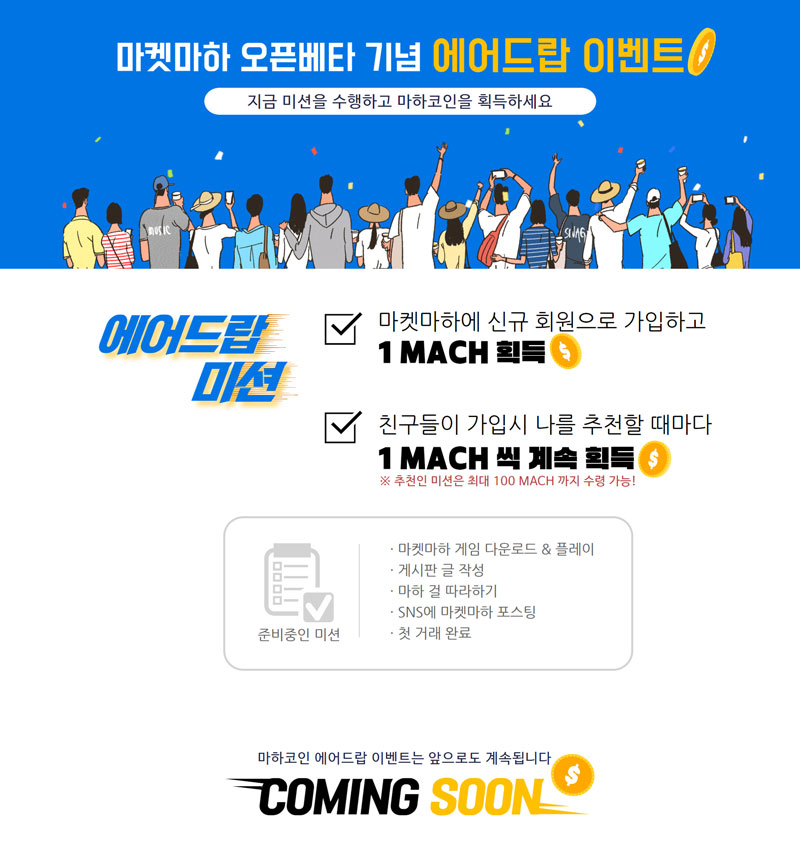 마켓마하 오픈베타 기념 에어드랍 이벤트
지금 미션을 수행하고 마하코인을 획득하세요
MUSIC
SWAG
에어드랍
미션
마켓마하에 신규 회원으로 가입하고
1 MACH 획득
친구들이 가입시 나를 추천할 때마다
1 MACH 씩 계속 획득
※ 추천인 미션은 최대 100 MACH 까지 수령 가능!
준비중인 미션
· 마켓마하 게임 다운로드 & 플레이
· 게시판 글 작성
· 마하 걸 따라하기
· SNS에 마켓마하 포스팅
· 첫 거래 완료
마하코인 에어드랍 이벤트는 앞으로도 계속됩니다
COMING SOON